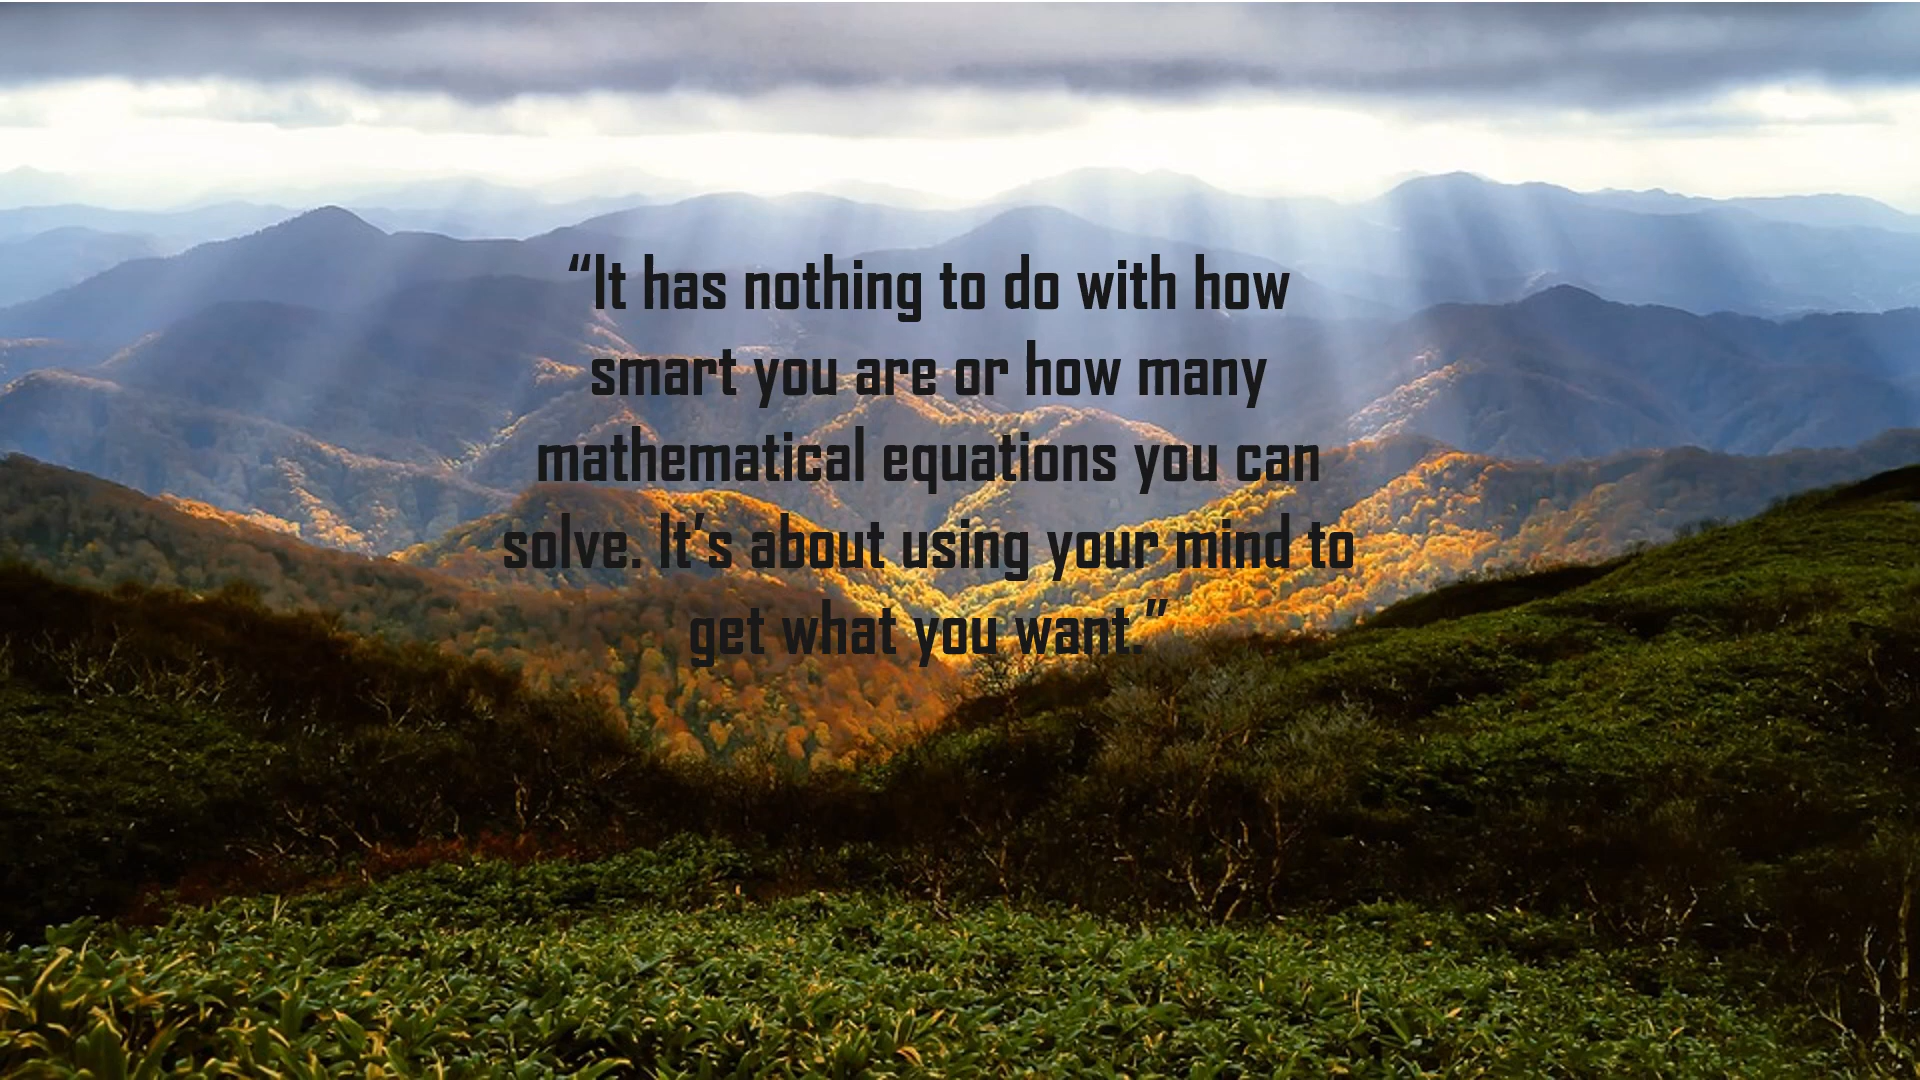 “It has nothing to do with how
smart you are or how many
mathematical equations you can
solve. It’s about using your mind to
get what you want.”